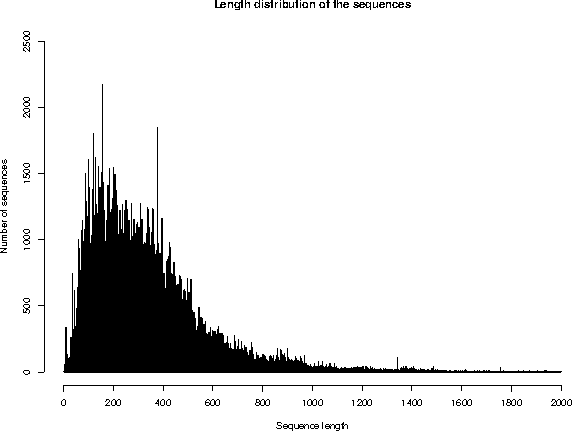 Length distribution of the sequences
2500
2000
1500
1000
500
0
Number of sequences
0 200 400 600 800 1000 1200 1400 1600 1800 2000
Sequence length